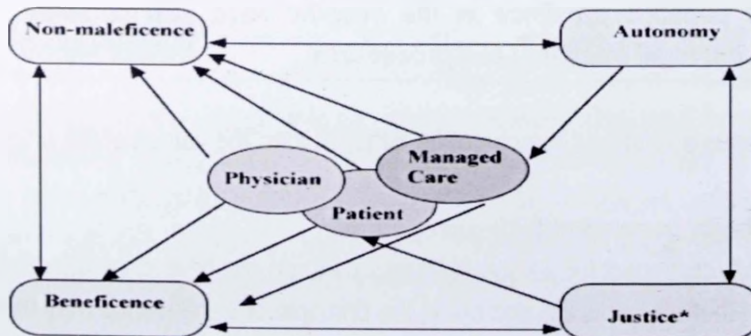 Non-maleficence
Autonomy
Managed
Care
Physician
Patient
Beneficence
Justice*